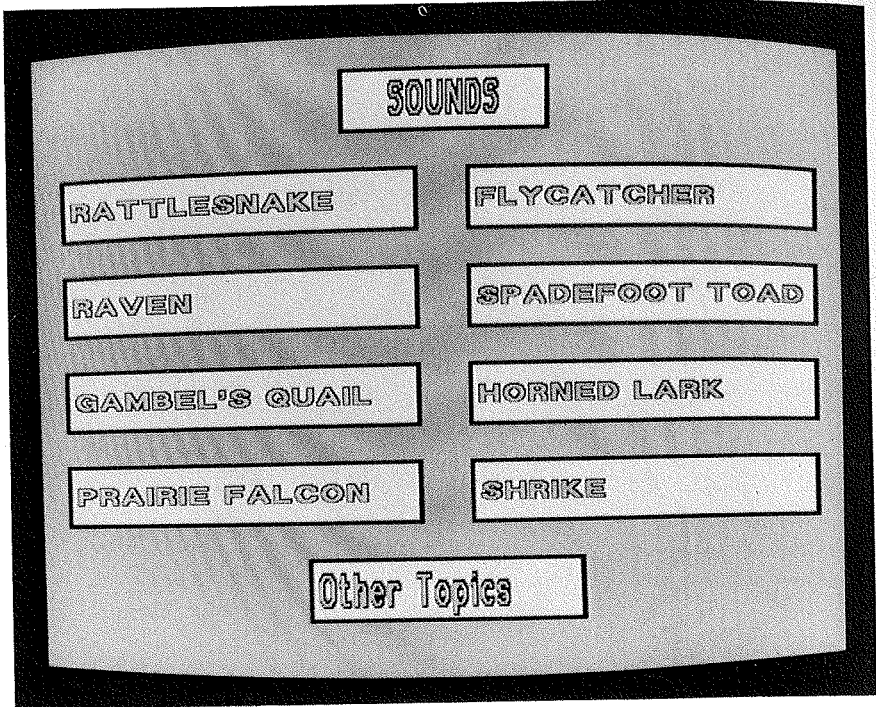 SOUNDS
RATTLESNAKE
FLYCATCHER
RAVEN
SPADEFOOT TOAD
GAMBEL'S QUAIL
HORNED LARK
PRAIRIE FALCON
SHRIKE
Other Topics